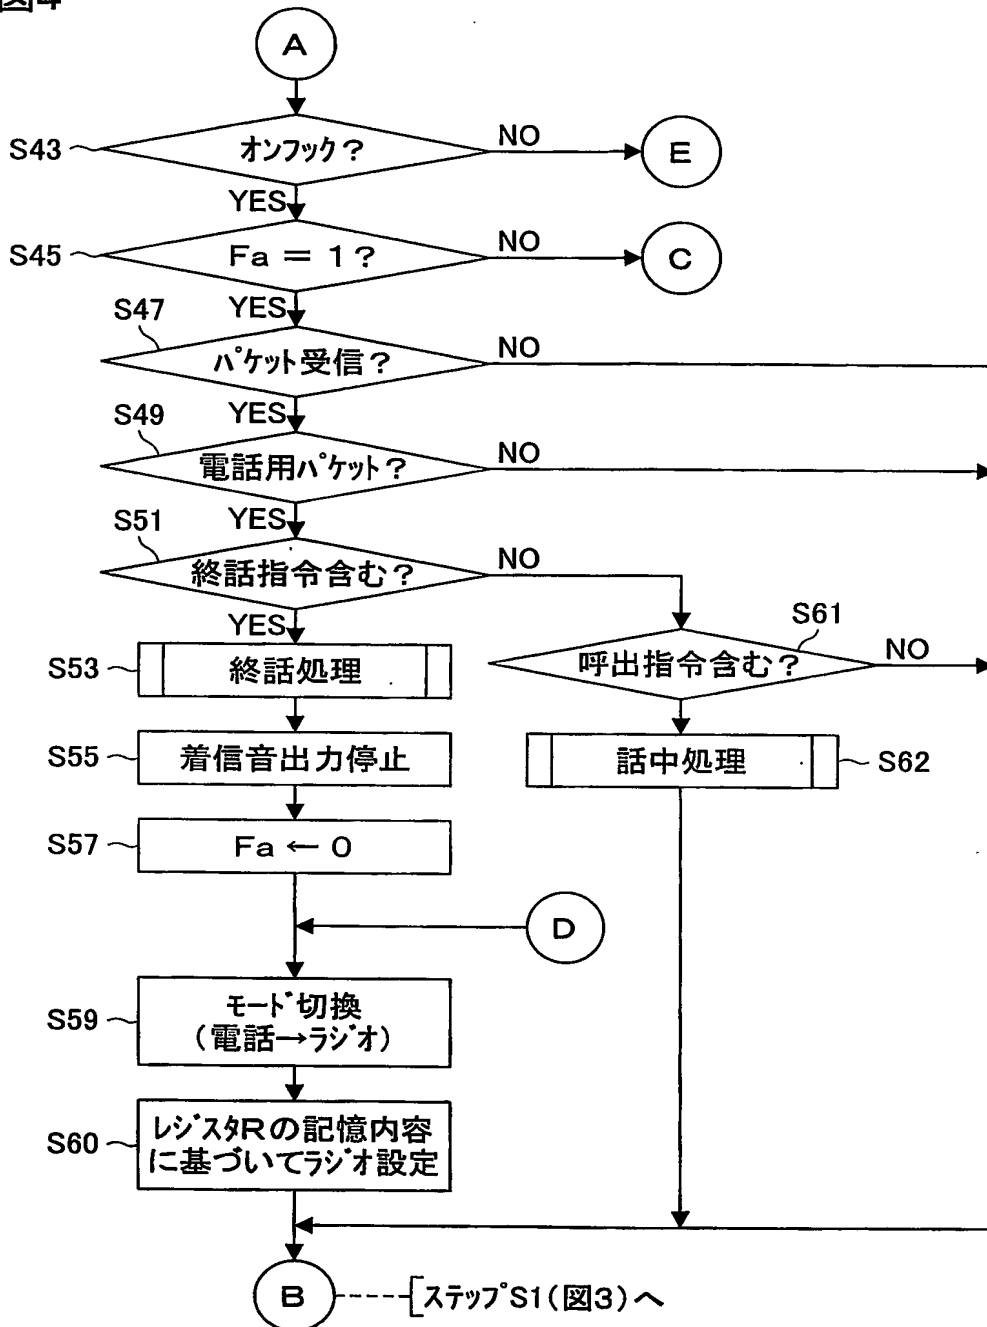 図4
A
S43
オンフック？
NO
E
YES
S45
Fa = 1？
NO
C
YES
S47
パケット受信？
NO
YES
S49
電話用パケット？
NO
YES
S51
終話指令含む？
NO
YES
S61
呼出指令含む？
NO
S53
終話処理
S55
着信音出力停止
話中処理
S62
S57
Fa ← 0
D
S59
モード切換
(電話→ラジオ)
S60
レジスタRの記憶内容
に基づいてラジオ設定
B
ステップS1(図3)へ